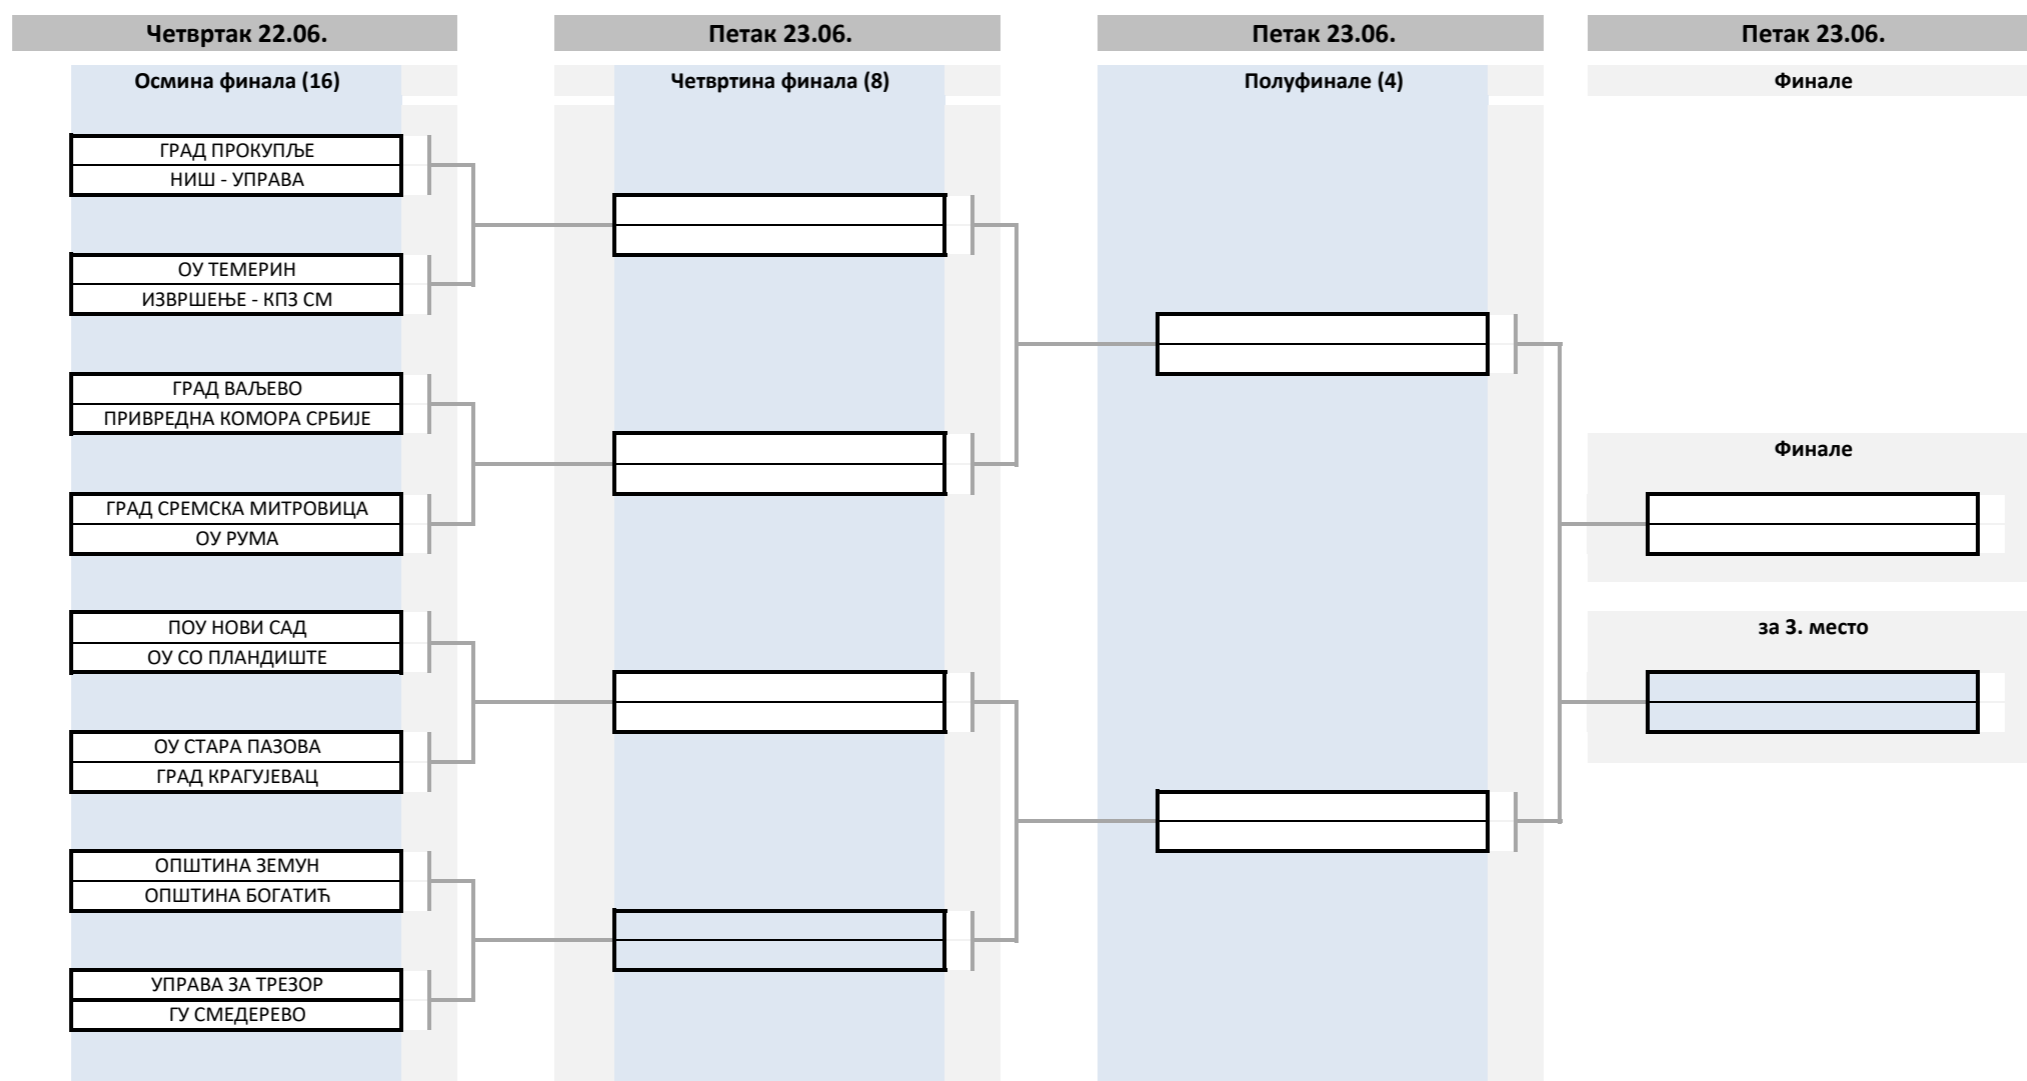 Четвртак 22.06.
Петак 23.06.
Петак 23.06.
Петак 23.06.
Осмина финала (16)
Четвртина финала (8)
Полуфинале (4)
Финале
ГРАД ПРОКУПЉЕ
НИШ - УПРАВА
ОУ ТЕМЕРИН
ИЗВРШЕЊЕ - КПЗ СМ
ГРАД ВАЉЕВО
ПРИВРЕДНА КОМОРА СРБИЈЕ
ГРАД СРЕМСКА МИТРОВИЦА
ОУ РУМА
ПОУ НОВИ САД
ОУ СО ПЛАНДИШТЕ
ОУ СТАРА ПАЗОВА
ГРАД КРАГУЈЕВАЦ
ОПШТИНА ЗЕМУН
ОПШТИНА БОГАТИЋ
УПРАВА ЗА ТРЕЗОР
ГУ СМЕДЕРЕВО
Финале
за 3. место